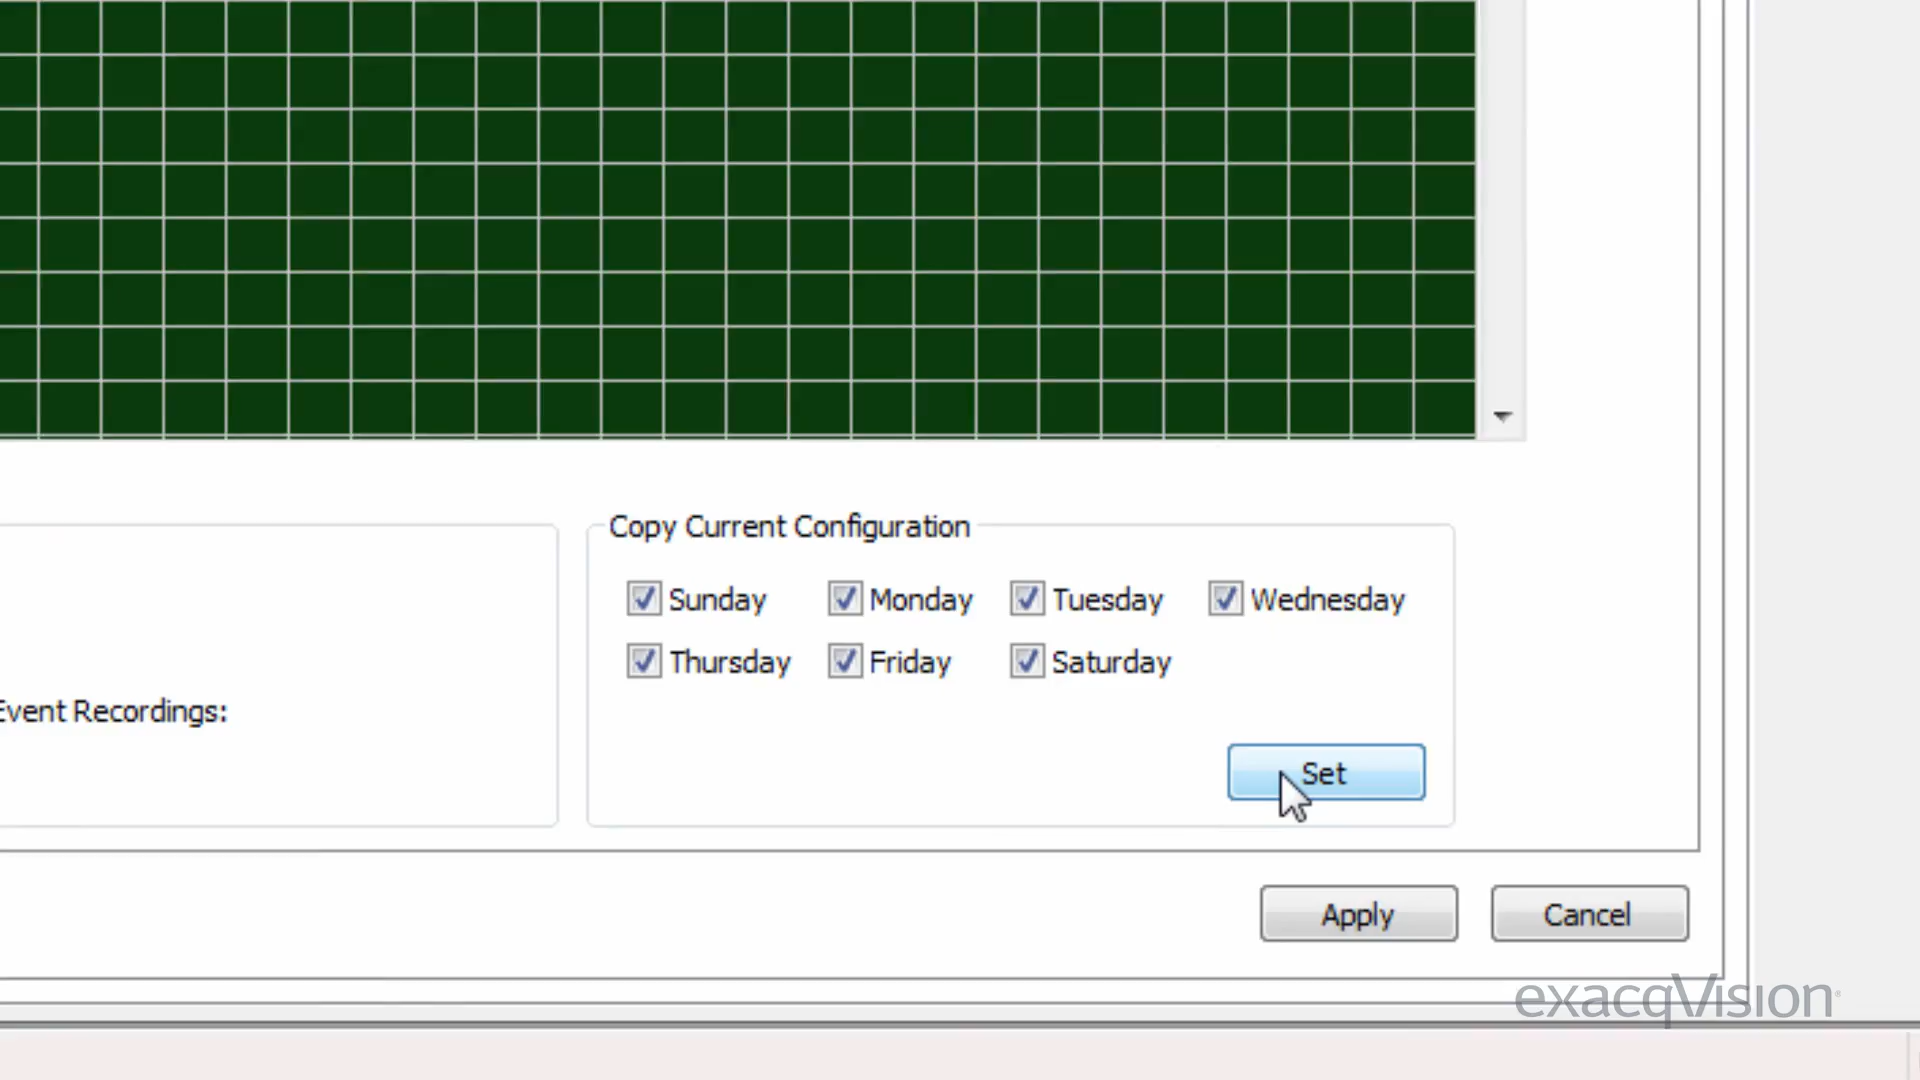 Copy Current Configuration
Sunday Monday Tuesday Wednesday
Thursday Friday Saturday
Event Recordings:
Set
Apply Cancel
exacqVision